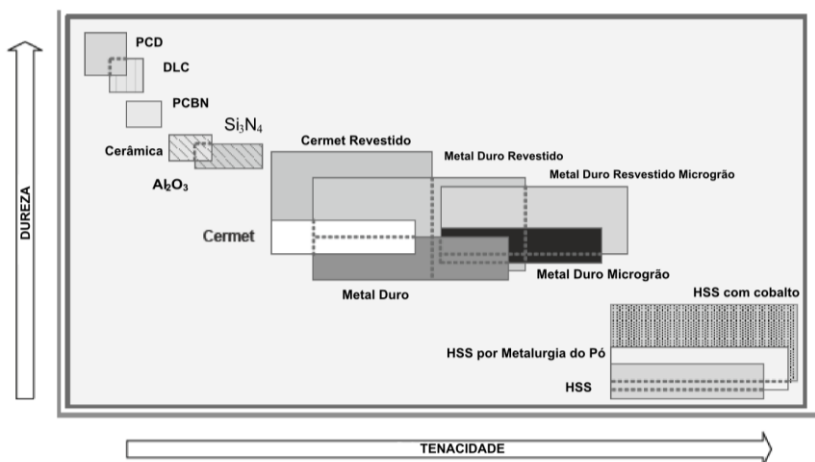 PCD
DLC
PCBN
Si₃N₄
Cerâmica
Al₂O₃
Cermet Revestido
Metal Duro Revestido
Metal Duro Resvestido Microgrão
Cermet
Metal Duro Microgrão
Metal Duro
HSS com cobalto
HSS por Metalurgia do Pó
HSS
DUREZA
TENACIDADE